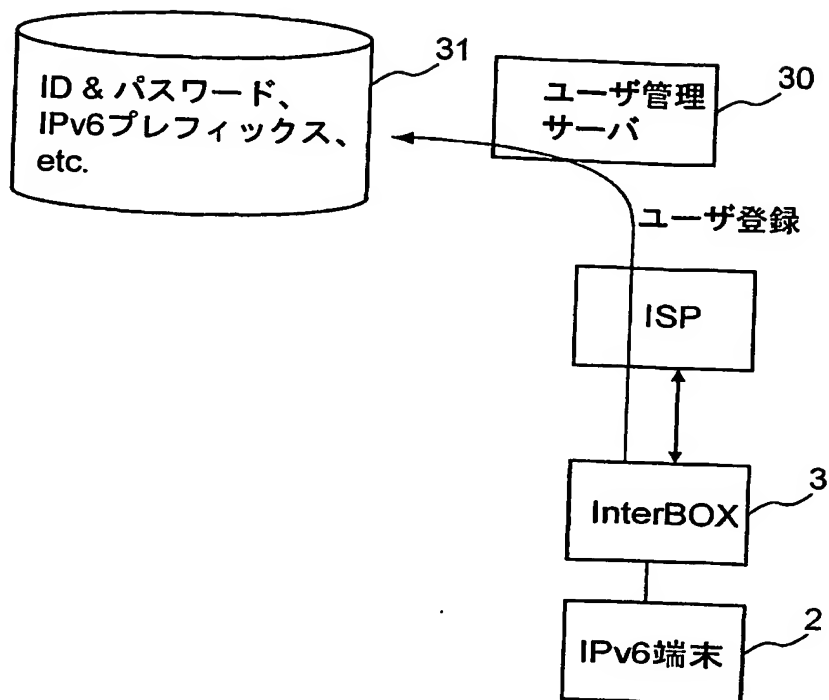 31
ID & パスワード、
IPv6プレフィックス、
etc.
ユーザ管理
サーバ
30
ユーザ登録
ISP
InterBOX
3
IPv6端末
2